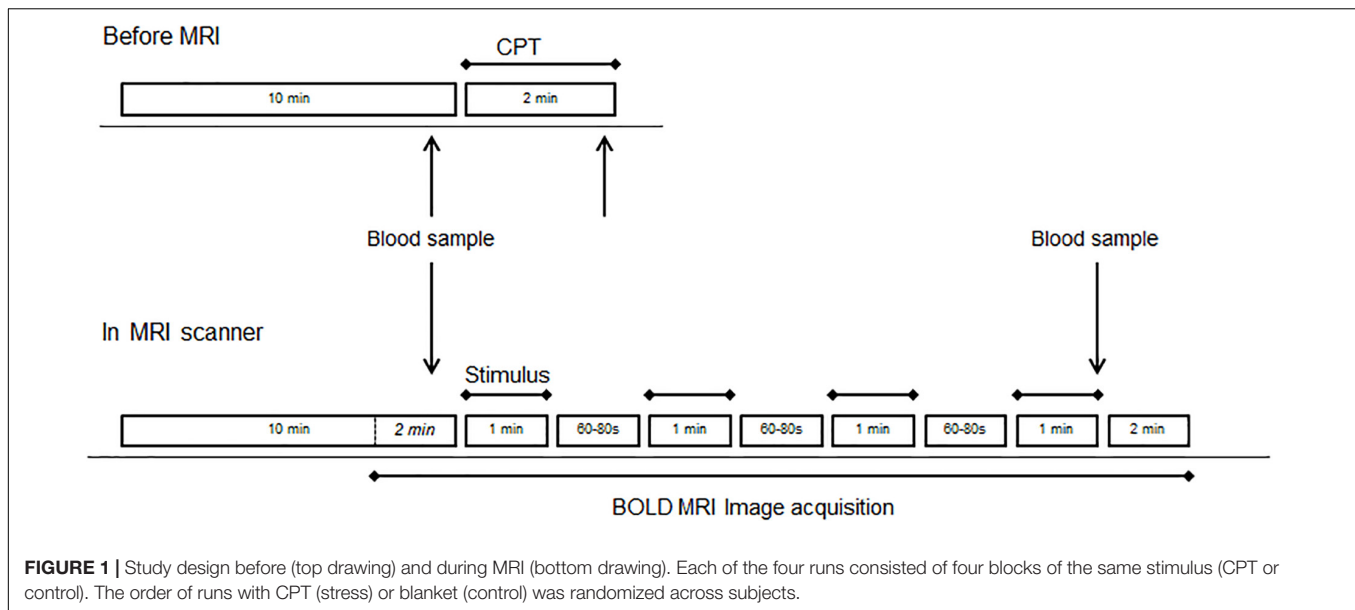 Before MRI
CPT
10 min
2 min
Blood sample
Blood sample
In MRI scanner
Stimulus
10 min
2 min
1 min
60-80s
1 min
60-80s
1 min
60-80s
1 min
2 min
BOLD MRI Image acquisition
FIGURE 1 | Study design before (top drawing) and during MRI (bottom drawing). Each of the four runs consisted of four blocks of the same stimulus (CPT or
control). The order of runs with CPT (stress) or blanket (control) was randomized across subjects.